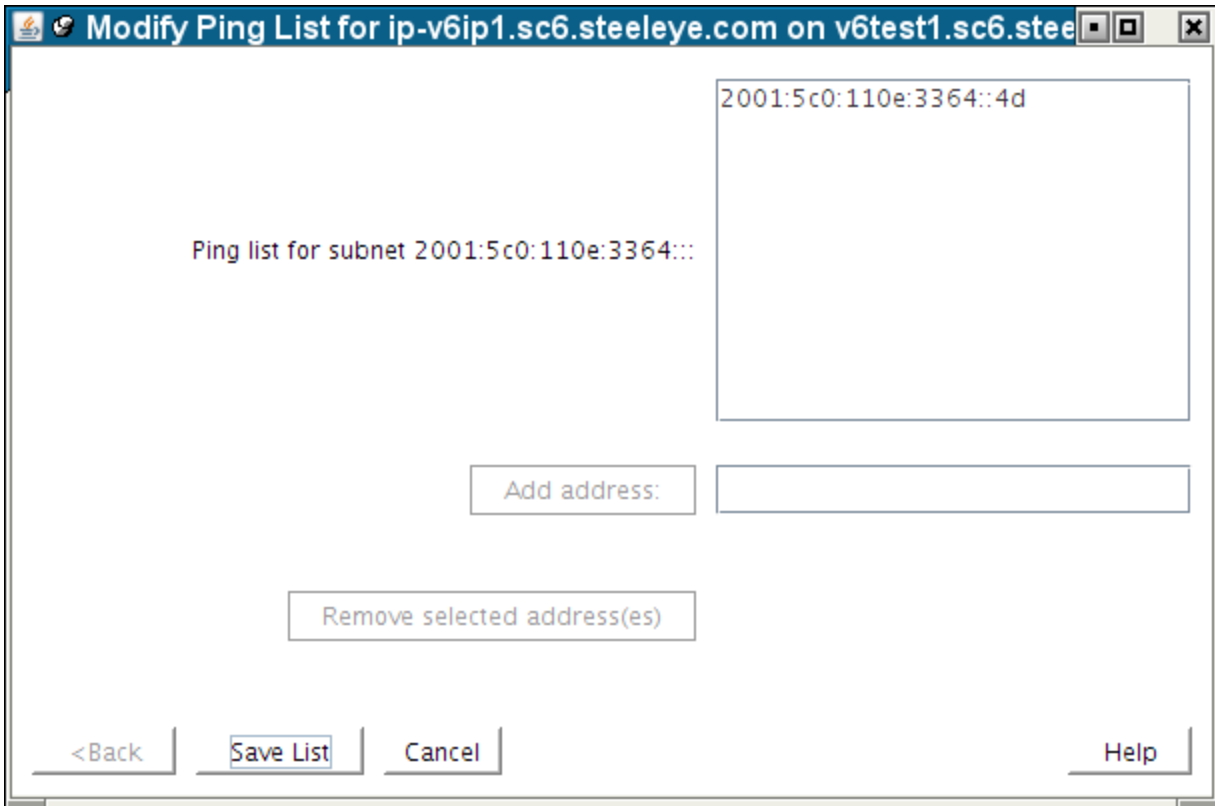 Modify Ping List for ip-v6ip1.sc6.steeleye.com on v6test1.sc6.stee
2001:5c0:110e:3364::4d
Ping list for subnet 2001:5c0:110e:3364:::
Add address:
Remove selected address(es)
<Back Save List Cancel Help